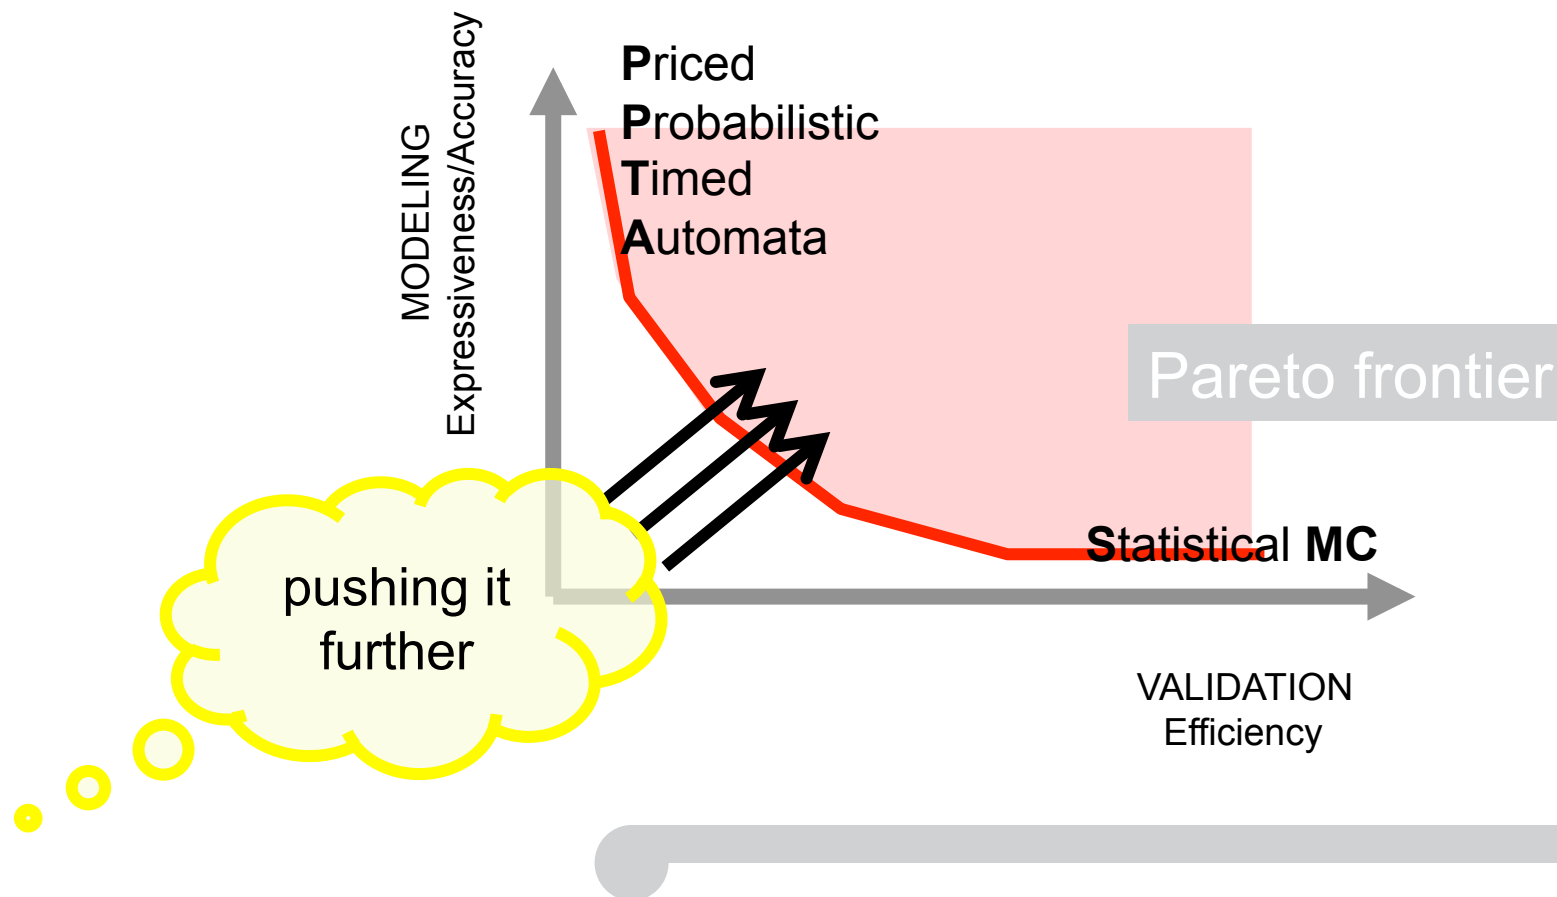 MODELING
Expressiveness/Accuracy
Priced
Probabilistic
Timed
Automata
Pareto frontier
Statistical MC
pushing it
further
VALIDATION
Efficiency